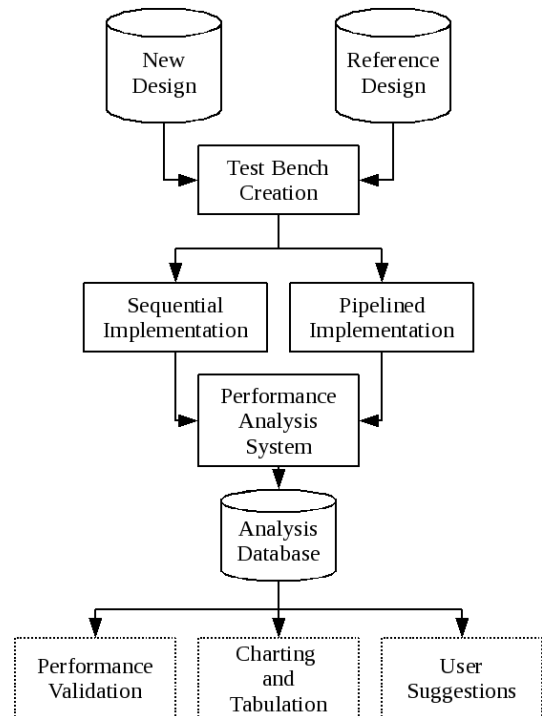 New
Design
Reference
Design
Test Bench
Creation
Sequential
Implementation
Pipelined
Implementation
Performance
Analysis
System
Analysis
Database
Performance
Validation
Charting
and
Tabulation
User
Suggestions